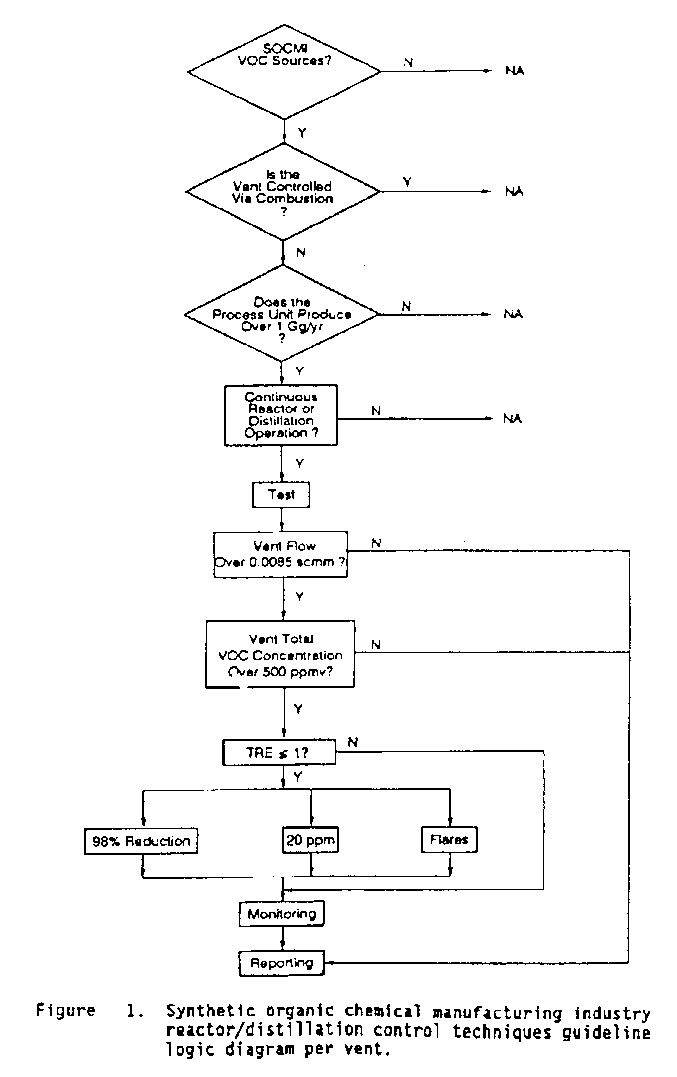 SOCMI
VOC Sources?
N
NA
Y
Is the
Vent Controlled
Via Combustion
?
Y
NA
N
Does the
Process Unit Produce
Over 1 Gg/yr
?
N
NA
Y
Continuous
Reactor or
Distillation
Operation ?
N
NA
Y
Test
Vent Flow
Over 0.0085 scmm ?
N
Y
Vent Total
VOC Concentration
Over 500 ppmv?
N
Y
TRE ≤ 1?
N
Y
98% Reduction
20 ppm
Flares
Monitoring
Reporting
Figure 1. Synthetic organic chemical manufacturing industry
reactor/distillation control techniques guideline
logic diagram per vent.